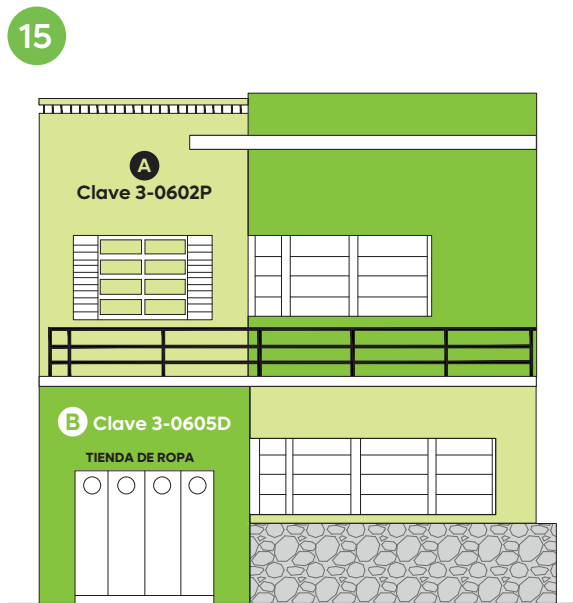 15
A
Clave 3-0602P
B Clave 3-0605D
TIENDA DE ROPA